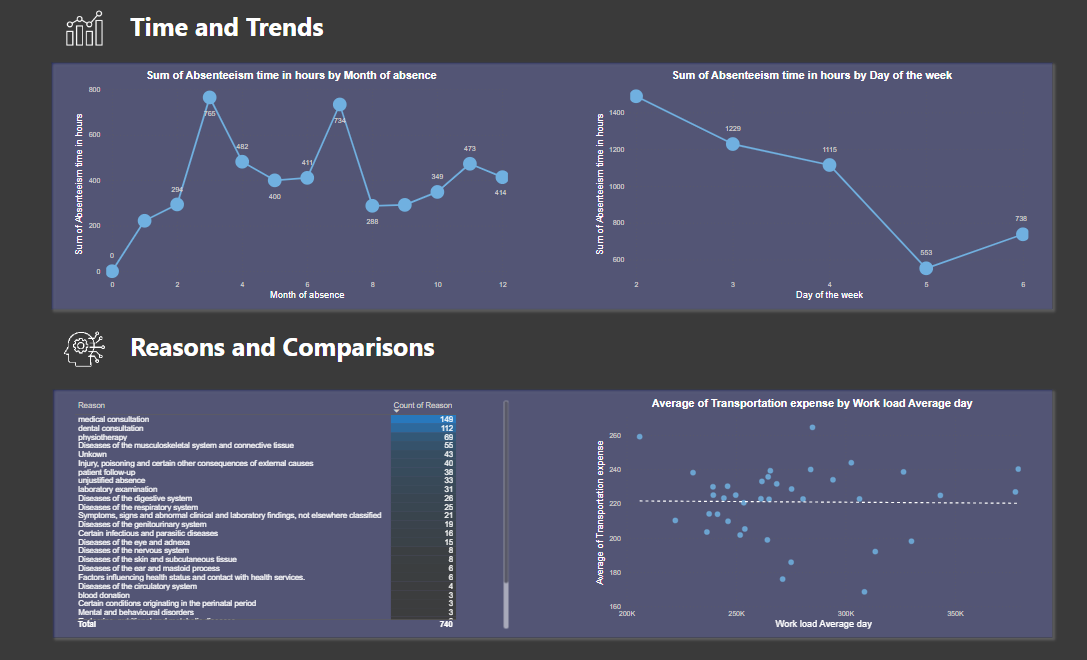 Time and Trends
Sum of Absenteeism time in hours by Month of absence
Sum of Absenteeism time in hours
800
600
400
200
0
0
294
765
482
400
411
734
288
349
473
414
0
2
4
6
8
10
12
Month of absence
Sum of Absenteeism time in hours by Day of the week
Sum of Absenteeism time in hours
1400
1200
1000
800
600
1229
1115
553
738
2
3
4
5
6
Day of the week
Reasons and Comparisons
Reason Count of Reason
medical consultation 149
dental consultation 112
physiotherapy 69
Diseases of the musculoskeletal system and connective tissue 55
Unkown 43
Injury, poisoning and certain other consequences of external causes 40
patient follow-up 38
unjustified absence 33
laboratory examination 31
Diseases of the digestive system 26
Diseases of the respiratory system 25
Symptoms, signs and abnormal clinical and laboratory findings, not elsewhere classified 21
Diseases of the genitourinary system 19
Certain infectious and parasitic diseases 16
Diseases of the eye and adnexa 15
Diseases of the nervous system 8
Diseases of the skin and subcutaneous tissue 8
Diseases of the ear and mastoid process 6
Factors influencing health status and contact with health services. 6
Diseases of the circulatory system 4
blood donation 3
Certain conditions originating in the perinatal period 3
Mental and behavioural disorders 3
Total 740
Average of Transportation expense by Work load Average day
Average of Transportation expense
260
240
220
200
180
160
200K
250K
300K
350K
Work load Average day